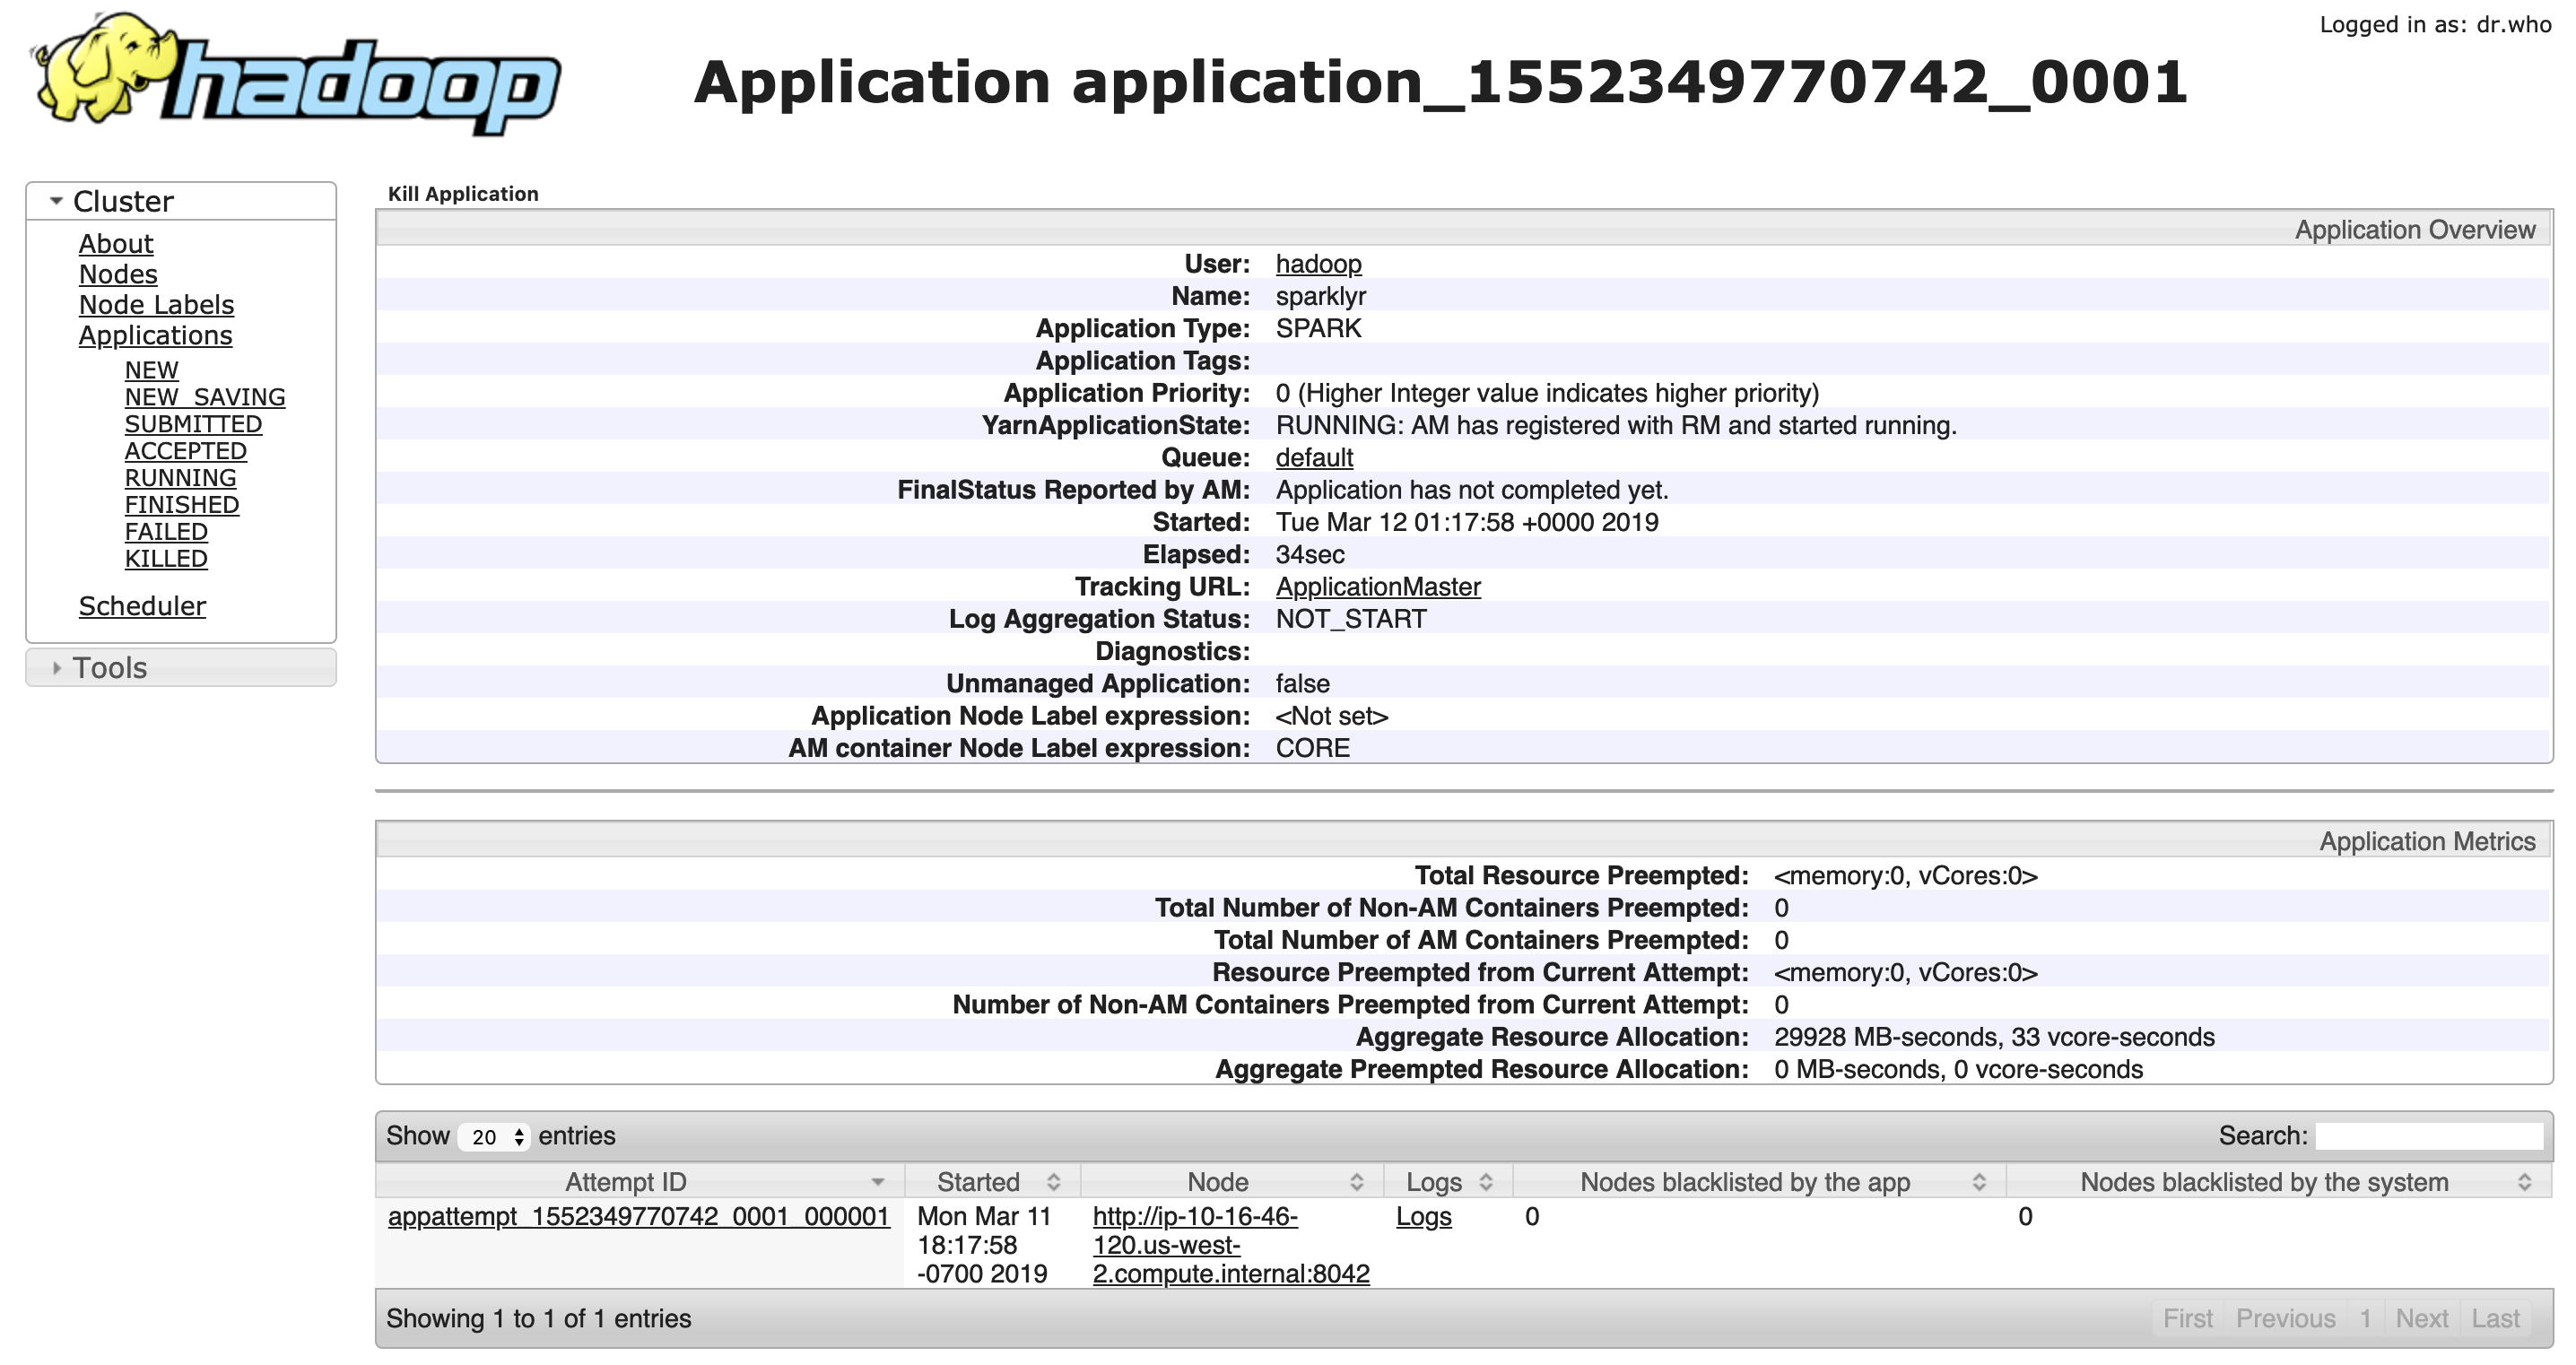 Logged in as: dr.who
hadoop
Application application_1552349770742_0001
Cluster
About
Nodes
Node Labels
Applications
NEW
NEW_SAVING
SUBMITTED
ACCEPTED
RUNNING
FINISHED
FAILED
KILLED
Scheduler
Tools
Kill Application
Application Overview
User: hadoop
Name: sparklyr
Application Type: SPARK
Application Tags:
Application Priority: 0 (Higher Integer value indicates higher priority)
YarnApplicationState: RUNNING: AM has registered with RM and started running.
Queue: default
FinalStatus Reported by AM: Application has not completed yet.
Started: Tue Mar 12 01:17:58 +0000 2019
Elapsed: 34sec
Tracking URL: ApplicationMaster
Log Aggregation Status: NOT_START
Diagnostics:
Unmanaged Application: false
Application Node Label expression: <Not set>
AM container Node Label expression: CORE
Application Metrics
Total Resource Preempted: <memory:0, vCores:0>
Total Number of Non-AM Containers Preempted: 0
Total Number of AM Containers Preempted: 0
Resource Preempted from Current Attempt: <memory:0, vCores:0>
Number of Non-AM Containers Preempted from Current Attempt: 0
Aggregate Resource Allocation: 29928 MB-seconds, 33 vcore-seconds
Aggregate Preempted Resource Allocation: 0 MB-seconds, 0 vcore-seconds
Show 20 entries Search:
Attempt ID Started Node Logs Nodes blacklisted by the app Nodes blacklisted by the system
appattempt_1552349770742_0001_000001 Mon Mar 11 http://ip-10-16-46- Logs 0 0
18:17:58 120.us-west-
-0700 2019 2.compute.internal:8042
Showing 1 to 1 of 1 entries First Previous 1 Next Last